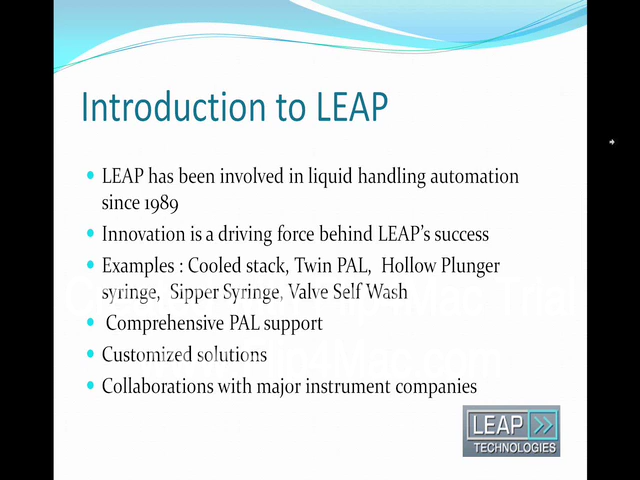 Introduction to LEAP
LEAP has been involved in liquid handling automation
since 1989
Innovation is a driving force behind LEAP's success
Examples : Cooled stack, Twin PAL, Hollow Plunger
syringe, Sipper Syringe, Valve Self Wash
Comprehensive PAL support
Customized solutions
Collaborations with major instrument companies
LEAP
TECHNOLOGIES